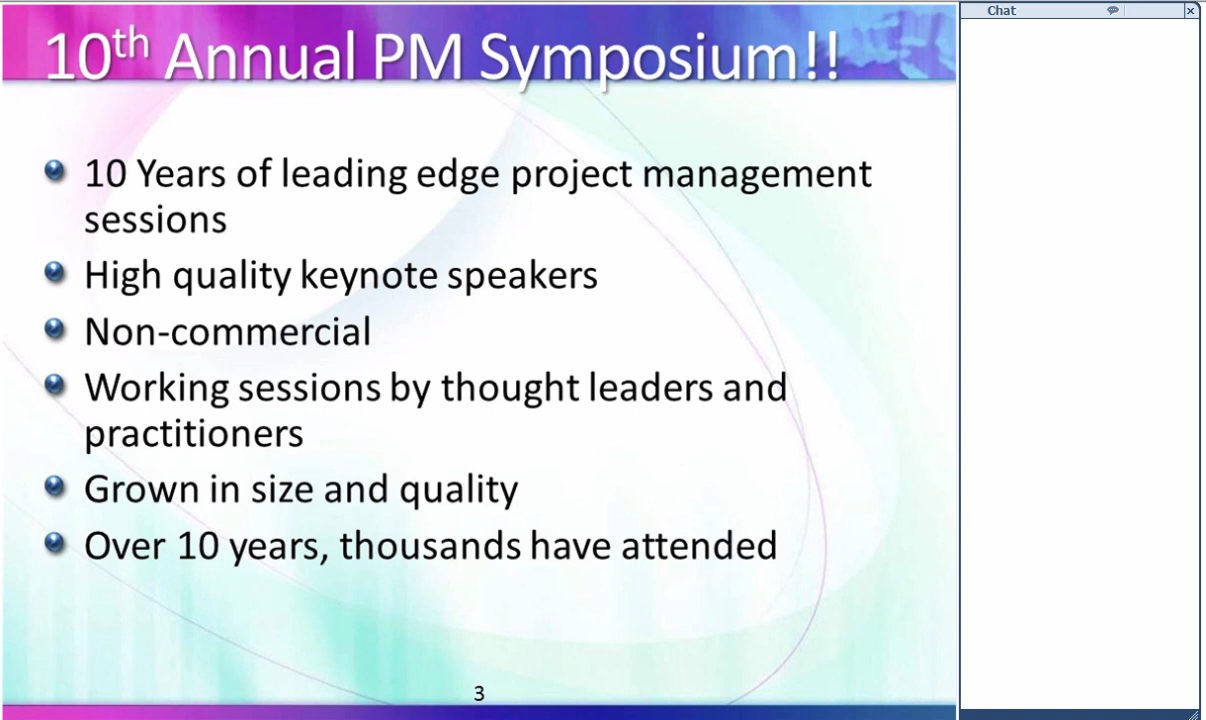 10th Annual PM Symposium!!
10 Years of leading edge project management
sessions
High quality keynote speakers
Non-commercial
Working sessions by thought leaders and
practitioners
Grown in size and quality
Over 10 years, thousands have attended
3
Chat